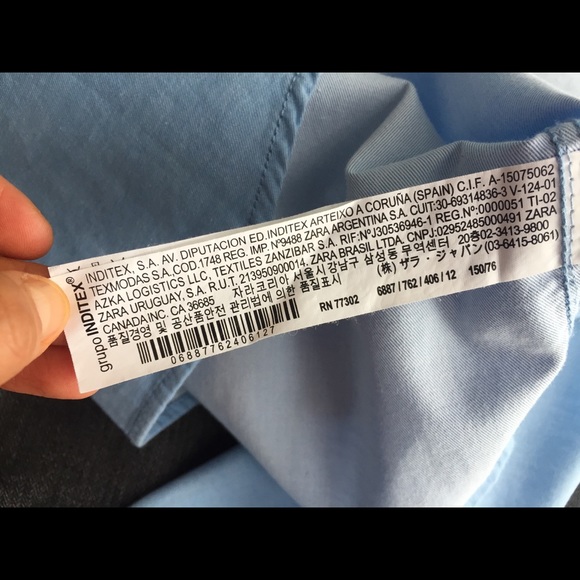 grupo INDITEX®
INDITEX, S.A. AV. DIPUTACION ED.INDITEX ARTEIXO A CORUÑA (SPAIN) C.I.F. A-15075062
TEXMODAS S.A.COD.1748 REG. IMP. Nº9488 ZARA ARGENTINA S.A. CUIT:30-69314836-3 V-124-01
AZKA LOGISTICS LLC, TEXTILES ZANZIBAR S.A. RIF:NºJ30536946-1 REG.Nº:0000051 TI-02
ZARA URUGUAY, S.A. R.U.T. 213950900014. ZARA BRASIL LTDA. CNPJ:02952485000491 ZARA
CANADA INC. CA 36685 자라코리아 서울시 강남구 삼성동 무역센터 20층02-3413-9800
품질경영 및 공산품안전 관리법에 의한 품질표시 (株) ザラ・ジャパン (03-6415-8061)
RN 77302 6887 / 762 / 406 / 12 150/76
06887762406127